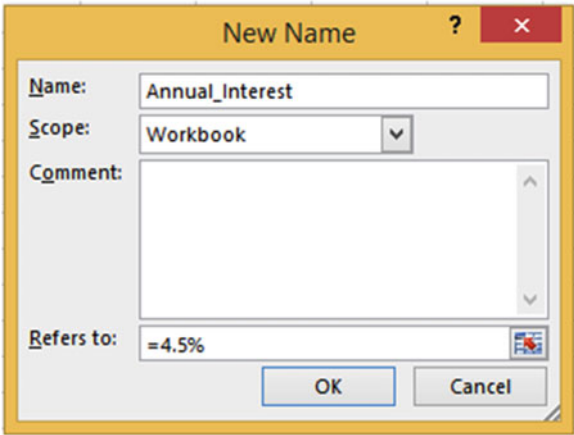 New Name ?
Name: Annual_Interest
Scope: Workbook
Comment:
Refers to: =4.5%
OK Cancel